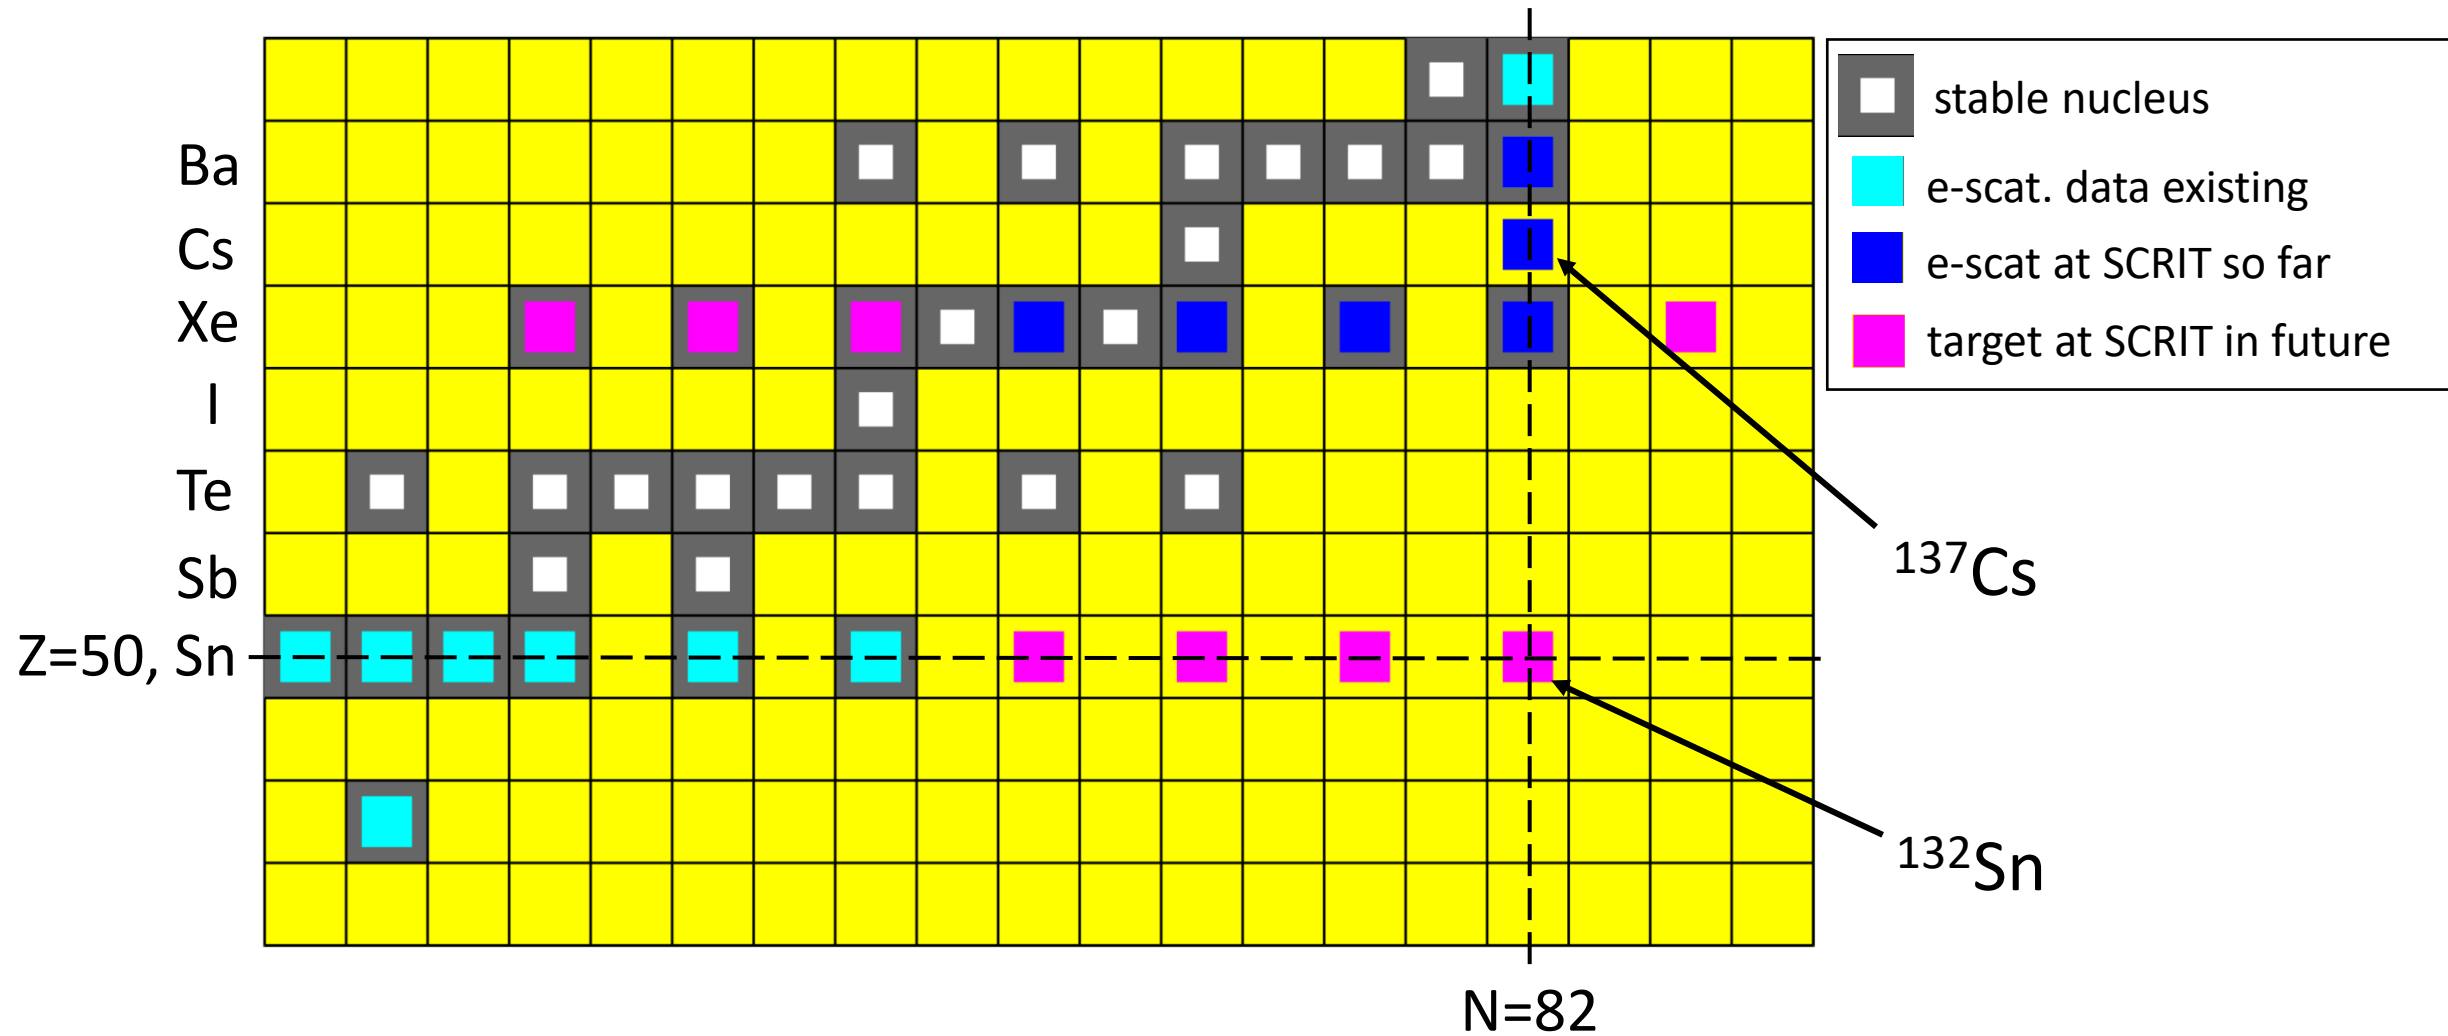 Ba
Cs
Xe
I
Te
Sb
Z=50, Sn
N=82
stable nucleus
e-scat. data existing
e-scat at SCRIT so far
target at SCRIT in future
¹³⁷Cs
¹³²Sn